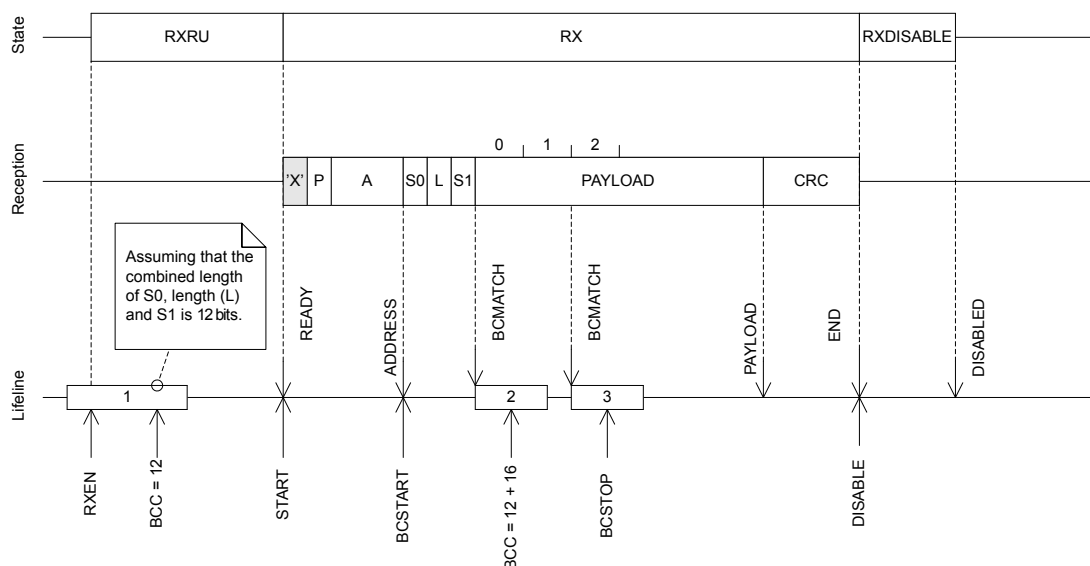 State
RXRU
RX
RXDISABLE
Reception
0 1 2
'X' P A S0 L S1 PAYLOAD CRC
Assuming that the
combined length
of S0, length (L)
and S1 is 12 bits.
READY
ADDRESS
BCMATCH
BCMATCH
PAYLOAD
END
DISABLED
Lifeline
1
2
3
RXEN
BCC = 12
START
BCSTART
BCC = 12 + 16
BCSTOP
DISABLE